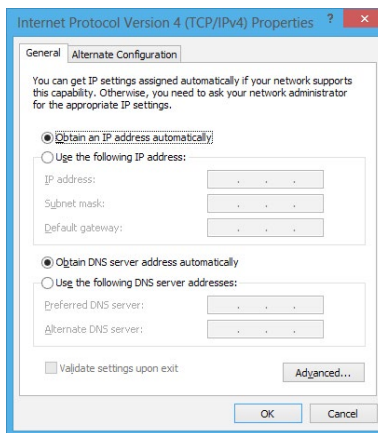 Internet Protocol Version 4 (TCP/IPv4) Properties ? ×
General Alternate Configuration
You can get IP settings assigned automatically if your network supports
this capability. Otherwise, you need to ask your network administrator
for the appropriate IP settings.
Obtain an IP address automatically
Use the following IP address:
IP address: . . .
Subnet mask: . . .
Default gateway: . . .
Obtain DNS server address automatically
Use the following DNS server addresses:
Preferred DNS server: . . .
Alternate DNS server: . . .
Validate settings upon exit
Advanced...
OK Cancel